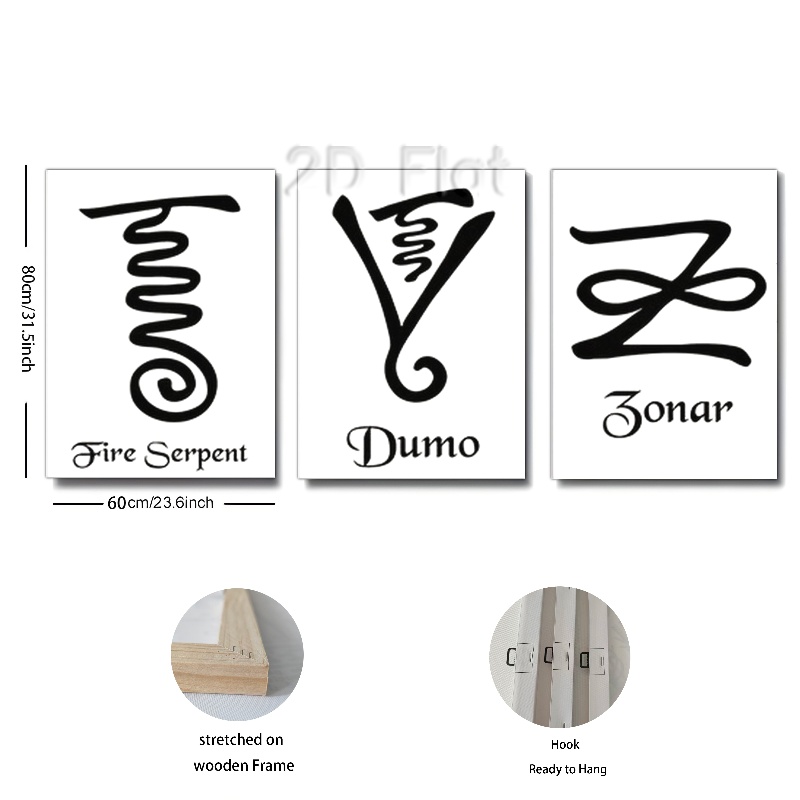 2D Flat
80cm/31.5inch
Fire Serpent
Dumo
Zonar
60cm/23.6inch
stretched on
wooden Frame
Hook
Ready to Hang